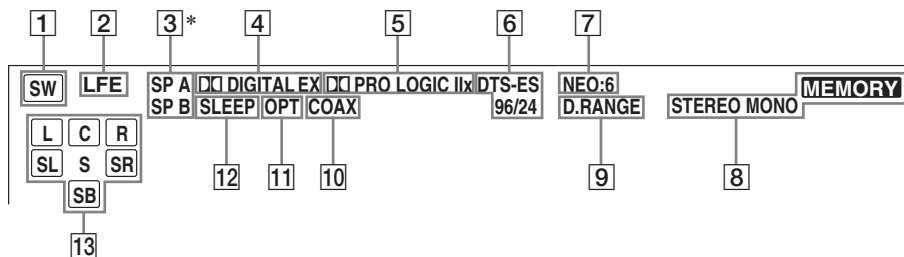 1 2 3* 4 5 6 7
SW LFE SP A DIGITAL EX PRO LOGIC IIx DTS-ES NEO:6 MEMORY
SP B SLEEP OPT COAX 96/24 D.RANGE STEREO MONO
L C R
SL S SR
SB
12 11 10 9 8
13